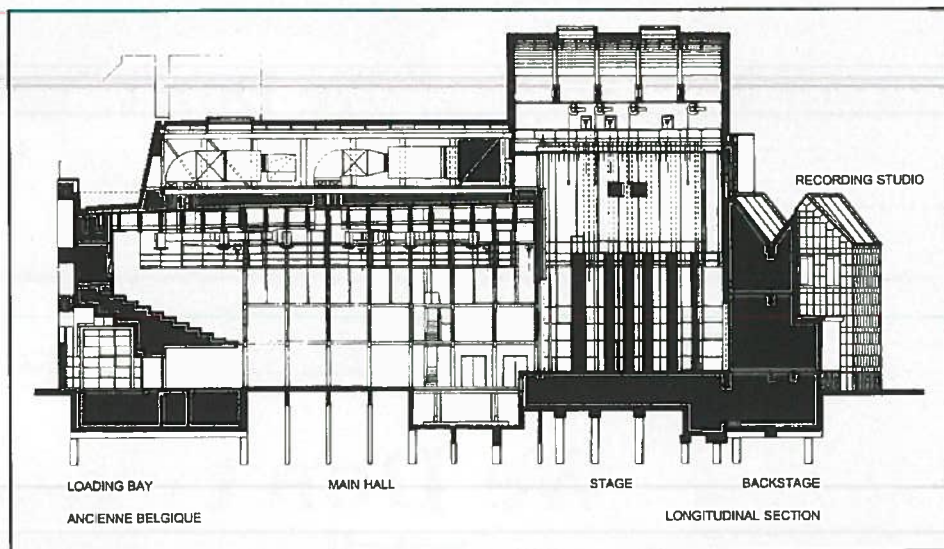 RECORDING STUDIO
LOADING BAY
MAIN HALL
STAGE
BACKSTAGE
ANCIENNE BELGIQUE
LONGITUDINAL SECTION